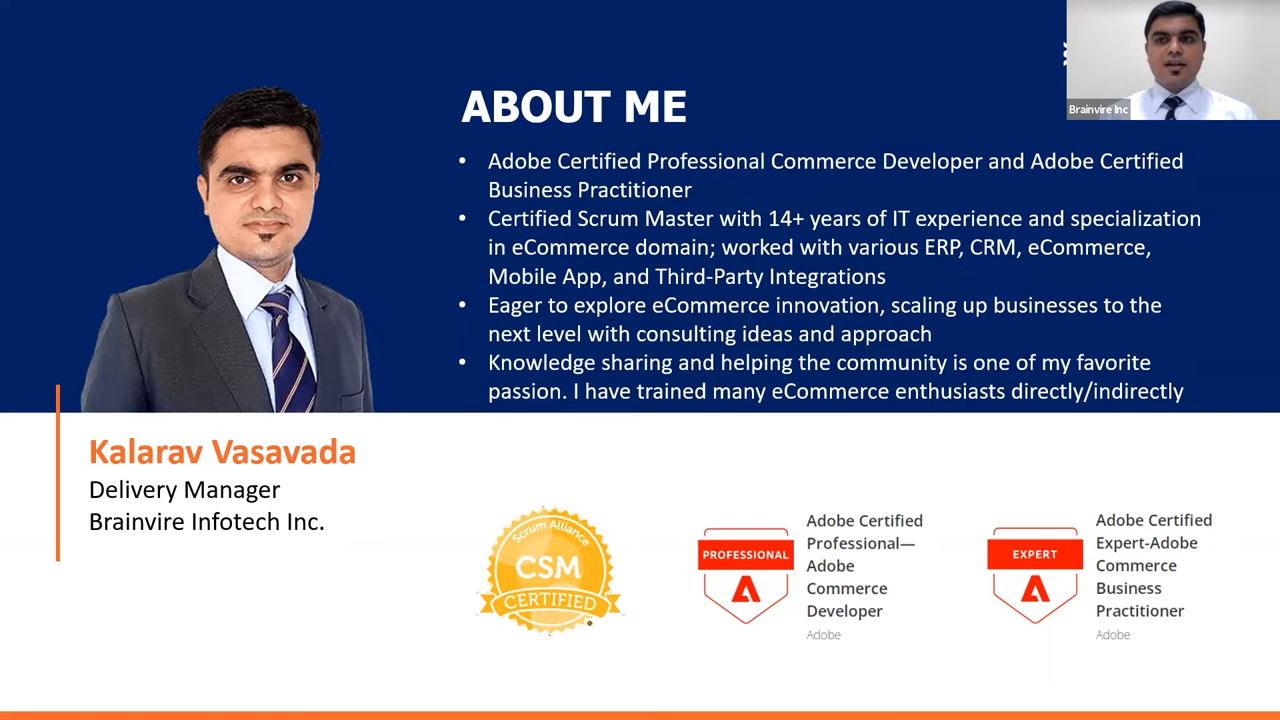 Brainvire Inc
ABOUT ME
• Adobe Certified Professional Commerce Developer and Adobe Certified
Business Practitioner
• Certified Scrum Master with 14+ years of IT experience and specialization
in eCommerce domain; worked with various ERP, CRM, eCommerce,
Mobile App, and Third-Party Integrations
• Eager to explore eCommerce innovation, scaling up businesses to the
next level with consulting ideas and approach
• Knowledge sharing and helping the community is one of my favorite
passion. I have trained many eCommerce enthusiasts directly/indirectly
Kalarav Vasavada
Delivery Manager
Brainvire Infotech Inc.
Scrum Alliance
CSM
CERTIFIED
PROFESSIONAL
Adobe Certified
Professional—
Adobe
Commerce
Developer
Adobe
EXPERT
Adobe Certified
Expert-Adobe
Commerce
Business
Practitioner
Adobe